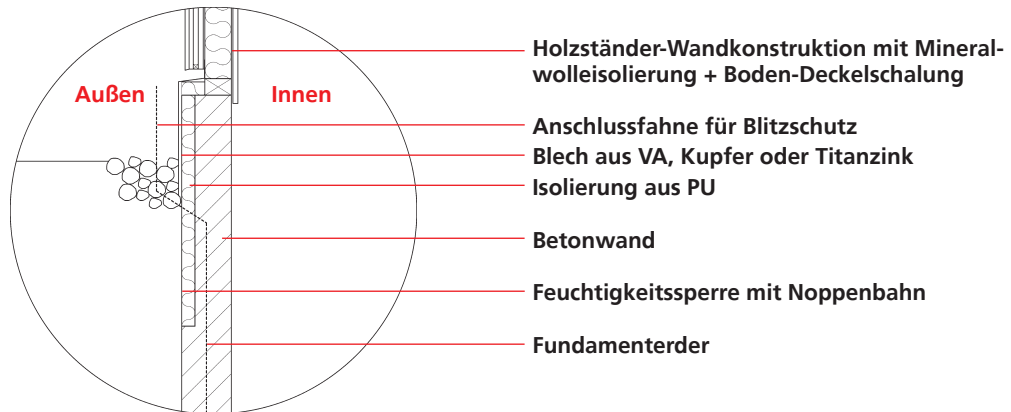 Außen
Innen
Holzständer-Wandkonstruktion mit Mineral-
wolleisolierung + Boden-Deckelschalung
Anschlussfahne für Blitzschutz
Blech aus VA, Kupfer oder Titanzink
Isolierung aus PU
Betonwand
Feuchtigkeitssperre mit Noppenbahn
Fundamenterder